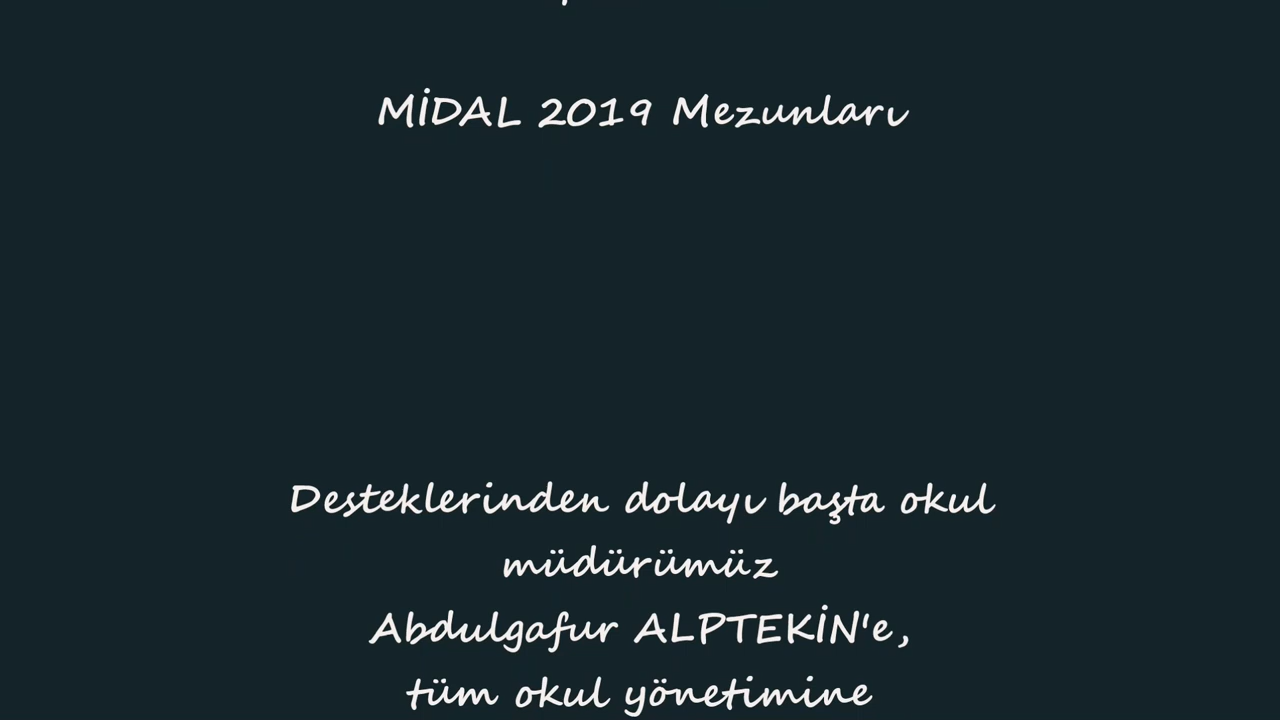 MİDAL 2019 Mezunları
Desteklerinden dolayı başta okul
müdürümüz
Abdulgafur ALPTEKİN'e,
tüm okul yönetimine